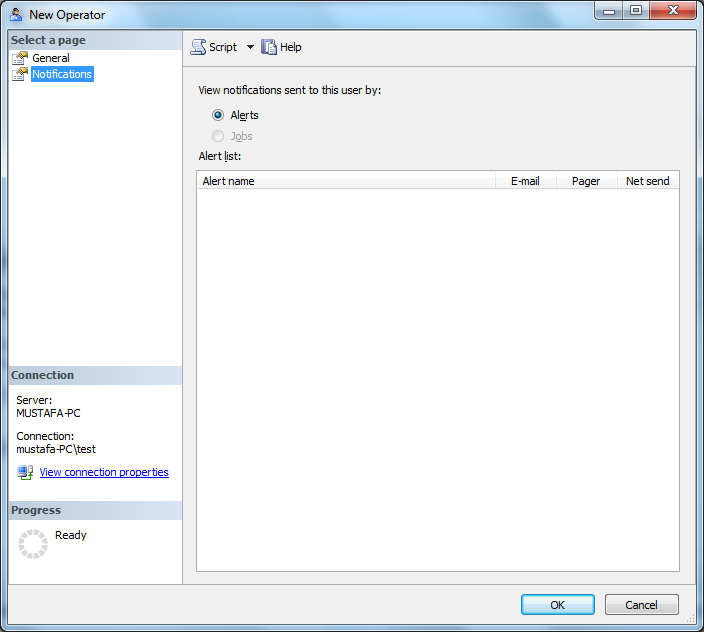 New Operator
Select a page
General
Notifications
Script
Help
View notifications sent to this user by:
Alerts
Jobs
Alert list:
Alert name E-mail Pager Net send
Connection
Server:
MUSTAFA-PC
Connection:
mustafa-PC\test
View connection properties
Progress
Ready
OK
Cancel